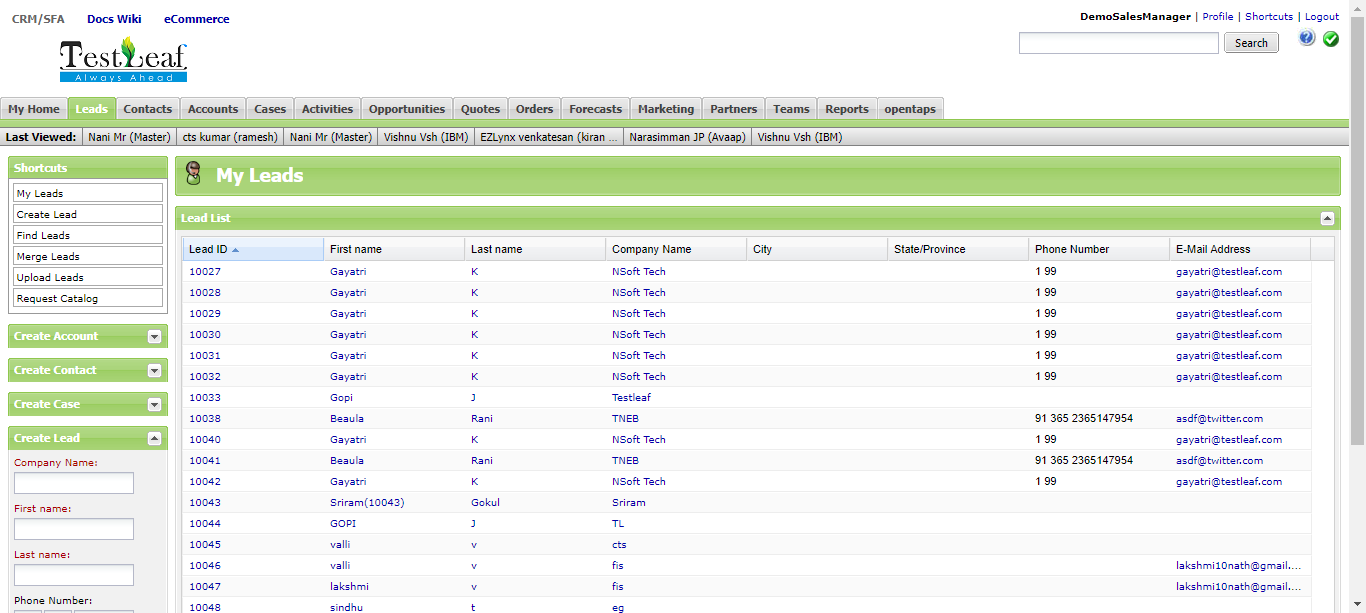 CRM/SFA Docs Wiki eCommerce
DemoSalesManager | Profile | Shortcuts | Logout
TestLeaf
Always Ahead
Search
?
My Home Leads Contacts Accounts Cases Activities Opportunities Quotes Orders Forecasts Marketing Partners Teams Reports opentaps
Last Viewed: Nani Mr (Master) cts kumar (ramesh) Nani Mr (Master) Vishnu Vsh (IBM) EZLynx venkatesan (kiran ... Narasimman JP (Avaap) Vishnu Vsh (IBM)
Shortcuts
My Leads
Create Lead
Find Leads
Merge Leads
Upload Leads
Request Catalog
Create Account
Create Contact
Create Case
Create Lead
Company Name:
First name:
Last name:
Phone Number:
My Leads
Lead List
Lead ID First name Last name Company Name City State/Province Phone Number E-Mail Address
10027 Gayatri K NSoft Tech 1 99 gayatri@testleaf.com
10028 Gayatri K NSoft Tech 1 99 gayatri@testleaf.com
10029 Gayatri K NSoft Tech 1 99 gayatri@testleaf.com
10030 Gayatri K NSoft Tech 1 99 gayatri@testleaf.com
10031 Gayatri K NSoft Tech 1 99 gayatri@testleaf.com
10032 Gayatri K NSoft Tech 1 99 gayatri@testleaf.com
10033 Gopi J Testleaf
10038 Beaula Rani TNEB 91 365 2365147954 asdf@twitter.com
10040 Gayatri K NSoft Tech 1 99 gayatri@testleaf.com
10041 Beaula Rani TNEB 91 365 2365147954 asdf@twitter.com
10042 Gayatri K NSoft Tech 1 99 gayatri@testleaf.com
10043 Sriram(10043) Gokul Sriram
10044 GOPI J TL
10045 valli v cts
10046 valli v fis lakshmi10nath@gmail....
10047 lakshmi v fis lakshmi10nath@gmail....
10048 sindhu t eg